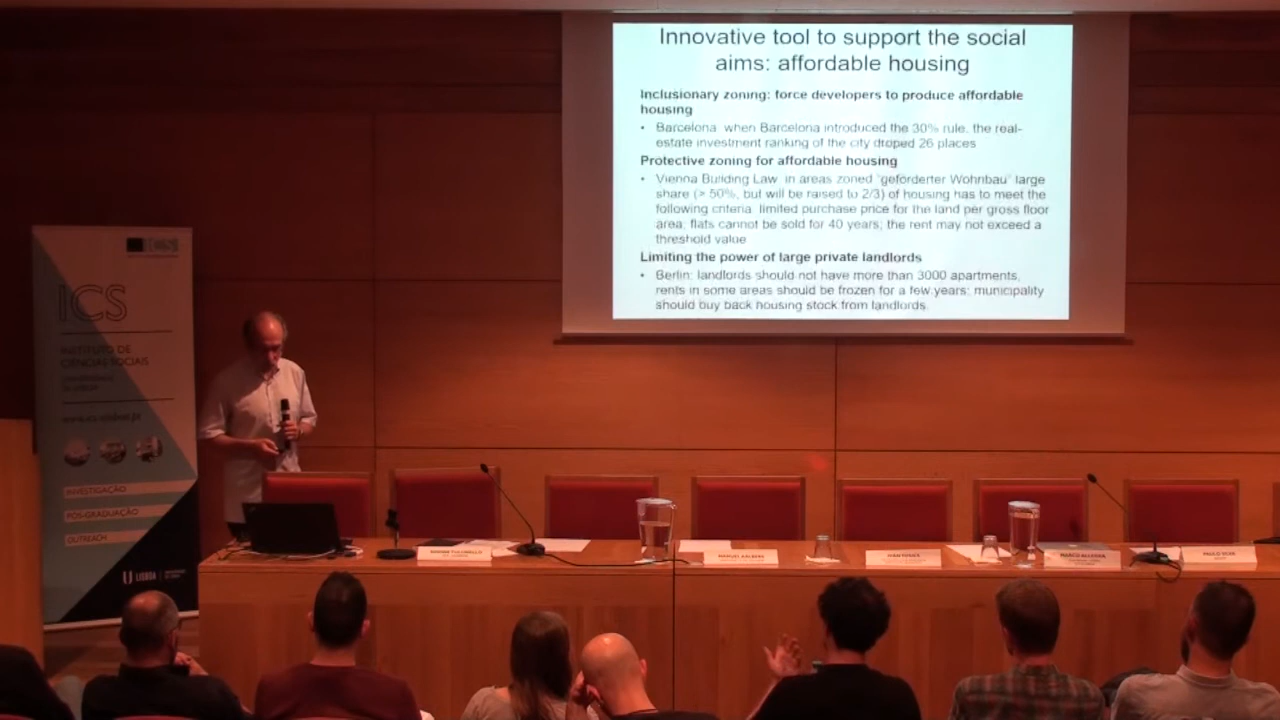 Innovative tool to support the social
aims: affordable housing
Inclusionary zoning: force developers to produce affordable
housing
• Barcelona when Barcelona introduced the 30% rule, the real-
estate investment ranking of the city droped 26 places
Protective zoning for affordable housing
• Vienna Building Law in areas zoned "geförderter Wohnbau" large
share (> 50%, but will be raised to 2/3) of housing has to meet the
following criteria: limited purchase price for the land per gross floor
area; flats cannot be sold for 40 years; the rent may not exceed a
threshold value
Limiting the power of large private landlords
• Berlin: landlords should not have more than 3000 apartments,
rents in some areas should be frozen for a few years; municipality
should buy back housing stock from landlords.
ICS
INSTITUTO DE
CIÊNCIAS SOCIAIS
INVESTIGAÇÃO
PÓS-GRADUAÇÃO
OUTREACH
LISBOA